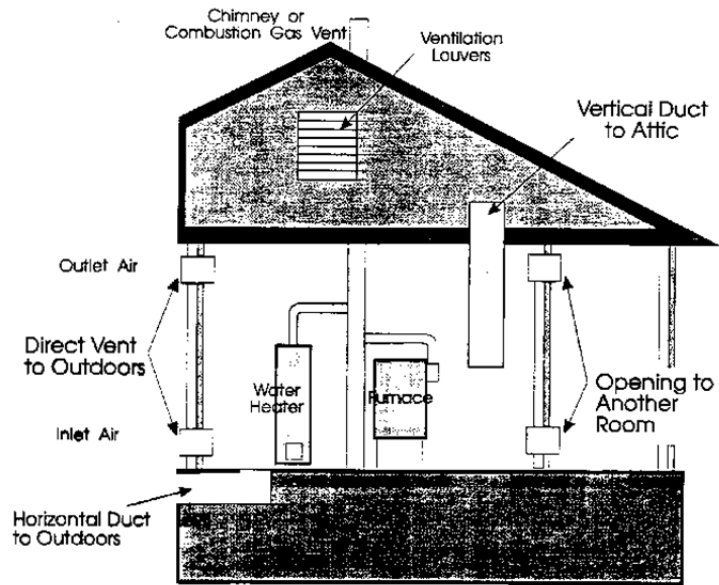 Chimney or
Combustion Gas Vent
Ventilation
Louvers
Vertical Duct
to Attic
Outlet Air
Direct Vent
to Outdoors
Water
Heater
Furnace
Opening to
Another
Room
Inlet Air
Horizontal Duct
to Outdoors